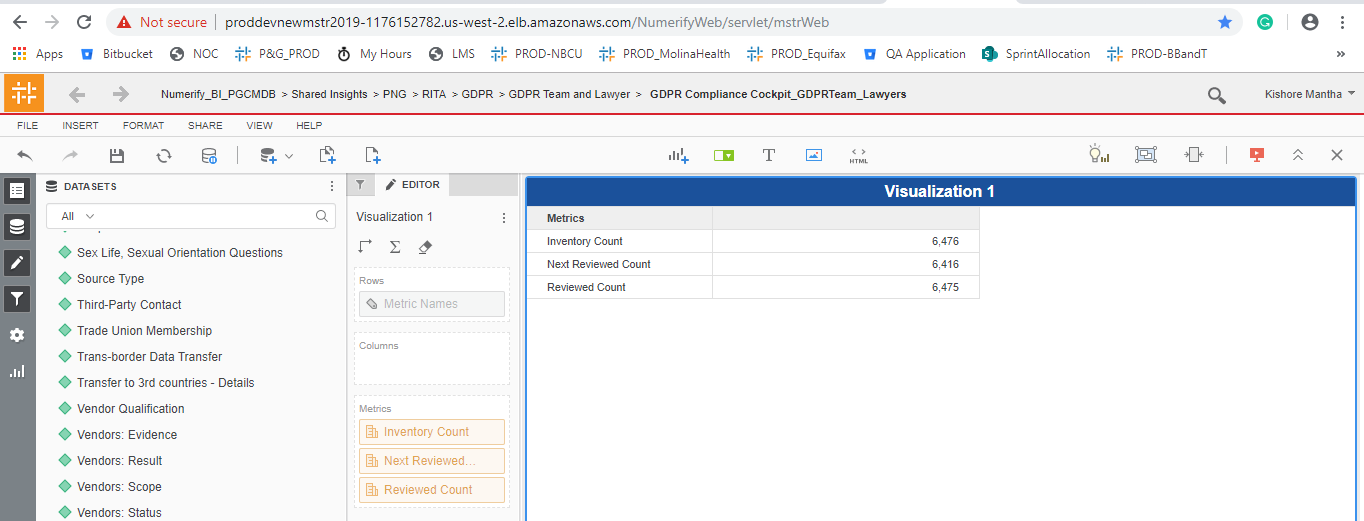 Not secure proddevnewmstr2019-1176152782.us-west-2.elb.amazonaws.com/NumerifyWeb/servlet/mstrWeb
Apps Bitbucket NOC P&G_PROD My Hours LMS PROD-NBCU PROD_MolinaHealth PROD_Equifax QA Application SprintAllocation PROD-BBandT »
Numerify_BI_PGCMDB > Shared Insights > PNG > RITA > GDPR > GDPR Team and Lawyer > GDPR Compliance Cockpit_GDPRTeam_Lawyers Kishore Mantha
FILE INSERT FORMAT SHARE VIEW HELP
HTML
DATASETS
All
Sex Life, Sexual Orientation Questions
Source Type
Third-Party Contact
Trade Union Membership
Trans-border Data Transfer
Transfer to 3rd countries - Details
Vendor Qualification
Vendors: Evidence
Vendors: Result
Vendors: Scope
Vendors: Status
EDITOR
Visualization 1
Rows
Metric Names
Columns
Metrics
Inventory Count
Next Reviewed...
Reviewed Count
Visualization 1
Metrics
Inventory Count 6,476
Next Reviewed Count 6,416
Reviewed Count 6,475